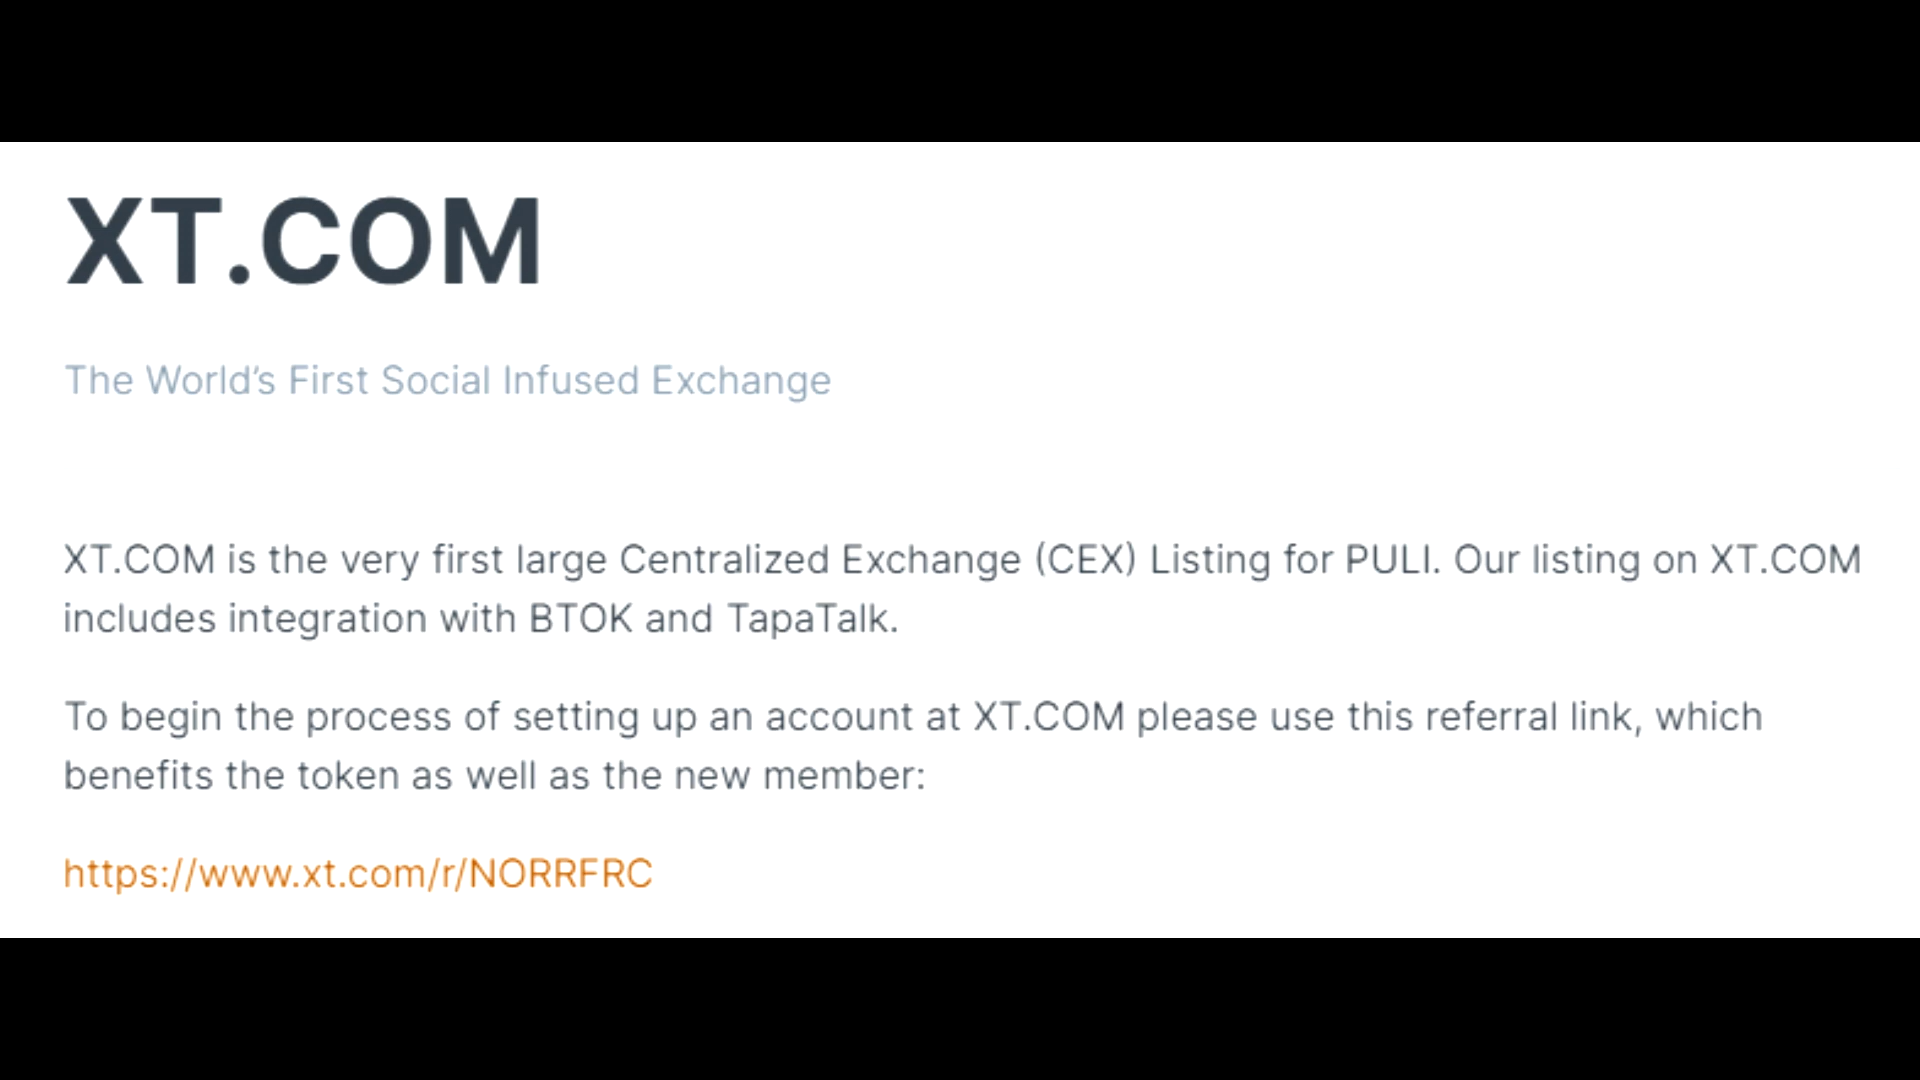 XT.COM
The World’s First Social Infused Exchange
XT.COM is the very first large Centralized Exchange (CEX) Listing for PULI. Our listing on XT.COM
includes integration with BTOK and TapaTalk.
To begin the process of setting up an account at XT.COM please use this referral link, which
benefits the token as well as the new member:
https://www.xt.com/r/NORRFRC